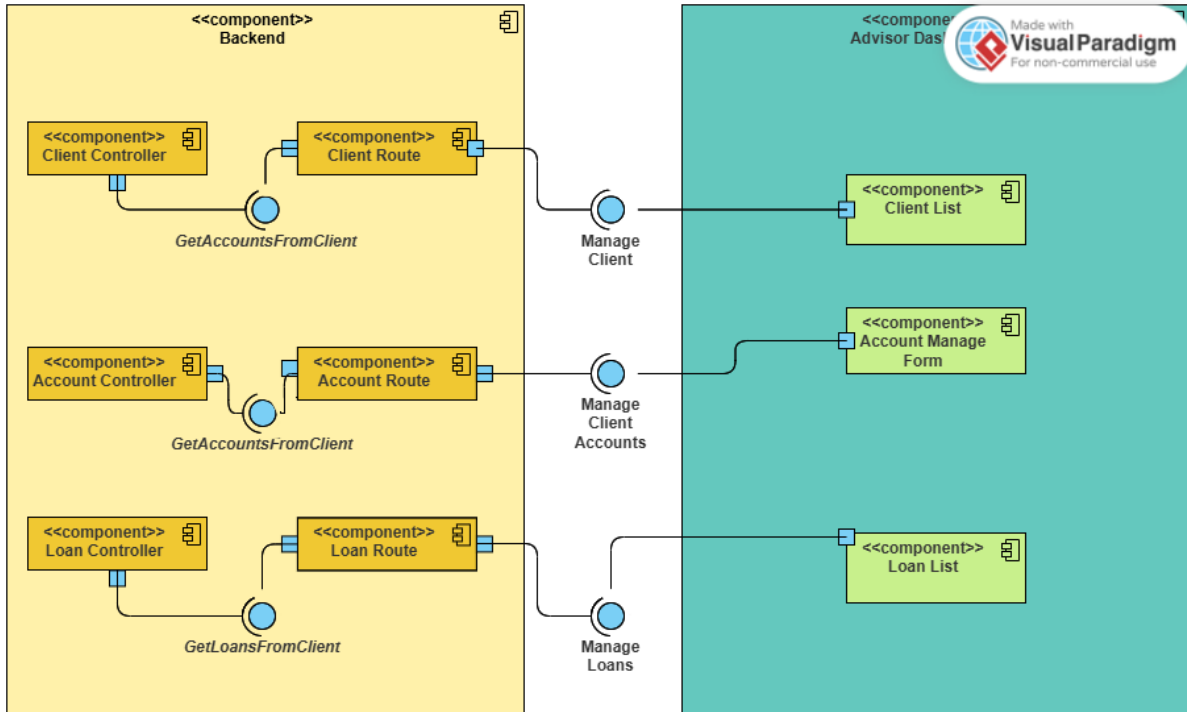 <<component>>
Backend
<<component>>
Client Controller
<<component>>
Client Route
GetAccountsFromClient
<<component>>
Account Controller
<<component>>
Account Route
GetAccountsFromClient
<<component>>
Loan Controller
<<component>>
Loan Route
GetLoansFromClient
Manage
Client
Manage
Client
Accounts
Manage
Loans
Advisor
Made with
Visual Paradigm
For non-commercial use
<<component>>
Client List
<<component>>
Account Manage
Form
<<component>>
Loan List